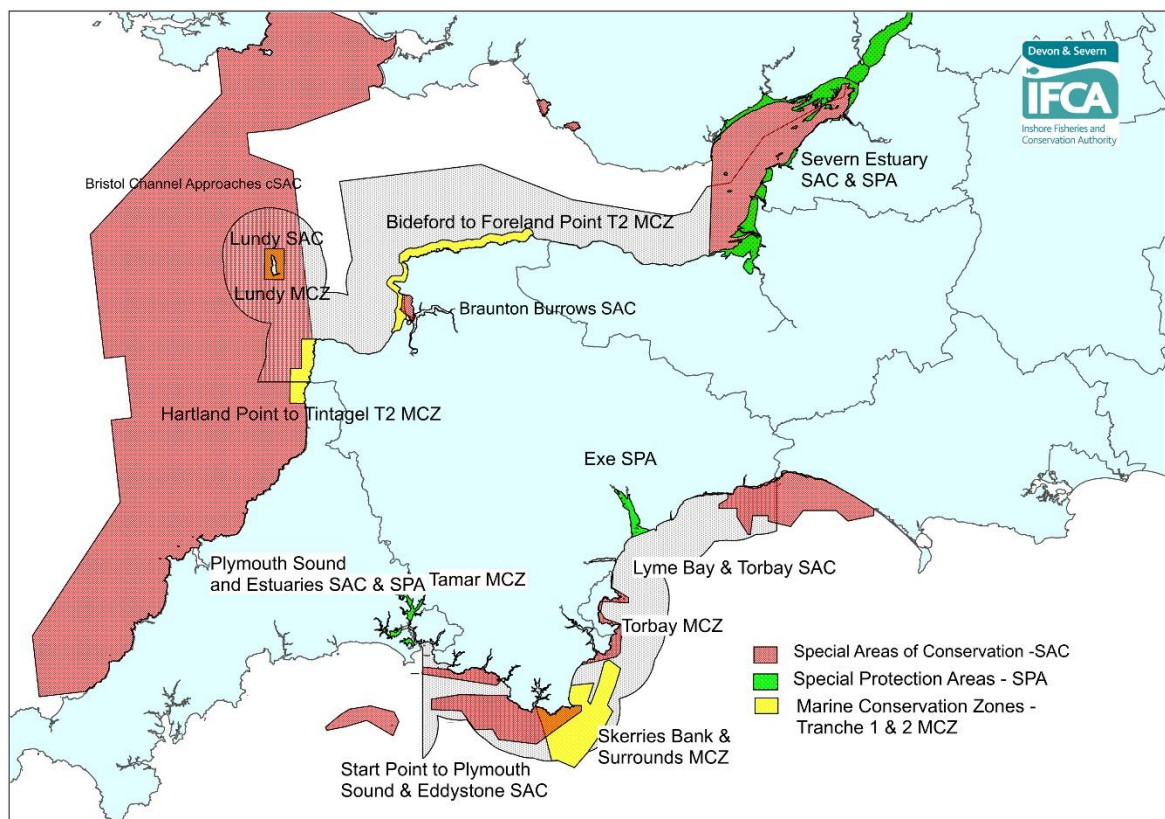 Devon & Severn
IFCA
Inshore Fisheries and
Conservation Authority
Severn Estuary
SAC & SPA
Bristol Channel Approaches cSAC
Bideford to Foreland Point T2 MCZ
Lundy SAC
Lundy MCZ
Braunton Burrows SAC
Hartland Point to Tintagel T2 MCZ
Exe SPA
Plymouth Sound
and Estuaries SAC & SPA
Tamar MCZ
Lyme Bay & Torbay SAC
Torbay MCZ
Skerries Bank &
Surrounds MCZ
Start Point to Plymouth
Sound & Eddystone SAC
Special Areas of Conservation -SAC
Special Protection Areas - SPA
Marine Conservation Zones -
Tranche 1 & 2 MCZ